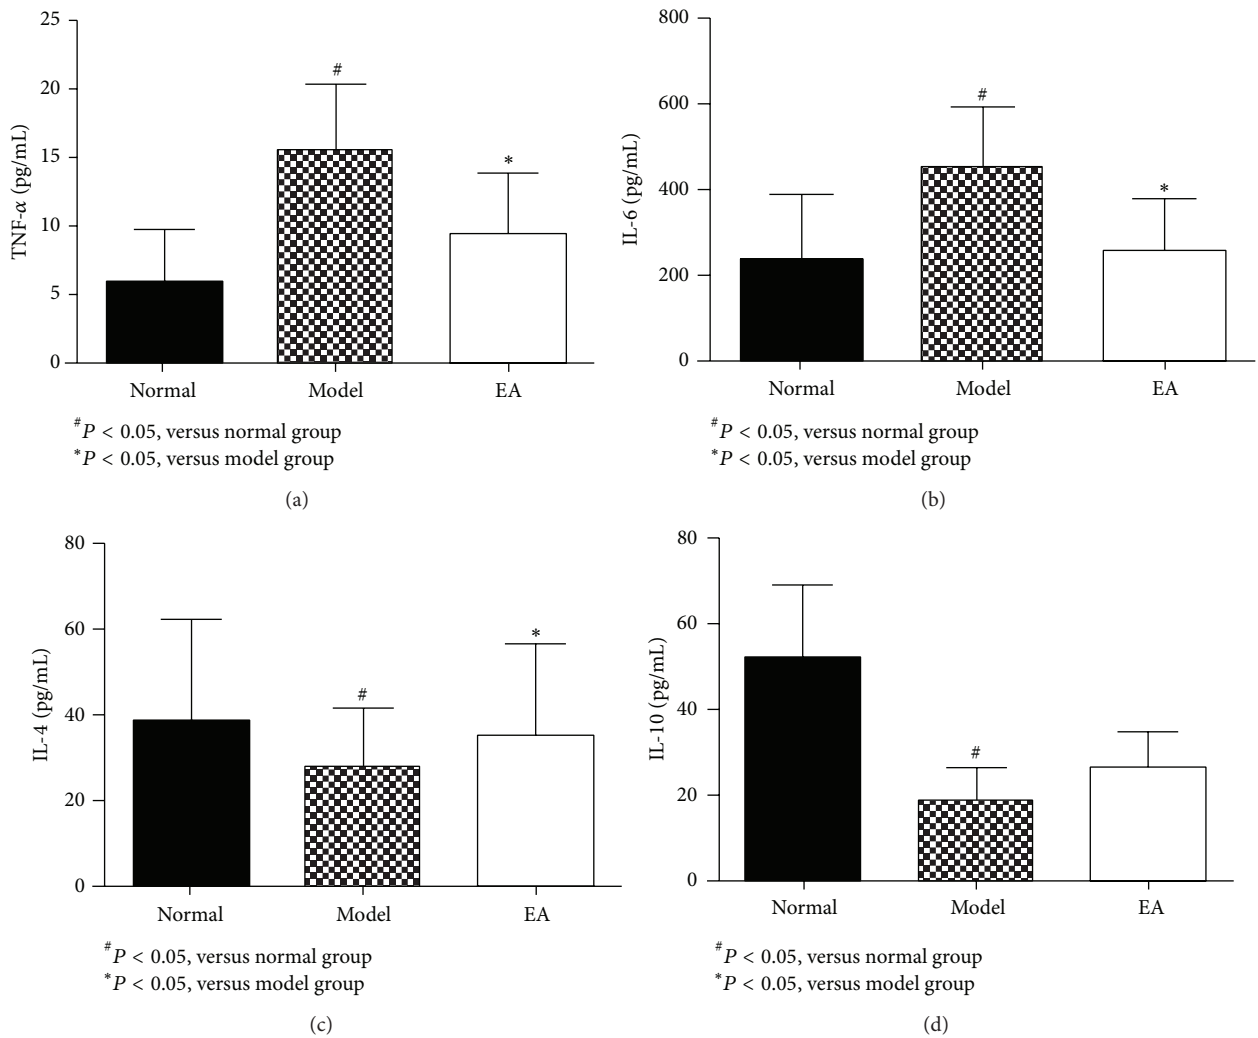 25
20
15
10
5
0
TNF-α (pg/mL)
#
*
Normal Model EA
#P < 0.05, versus normal group
*P < 0.05, versus model group
(a)
800
600
400
200
0
IL-6 (pg/mL)
#
*
Normal Model EA
#P < 0.05, versus normal group
*P < 0.05, versus model group
(b)
80
60
40
20
0
IL-4 (pg/mL)
#
*
Normal Model EA
#P < 0.05, versus normal group
*P < 0.05, versus model group
(c)
80
60
40
20
0
IL-10 (pg/mL)
#
Normal Model EA
#P < 0.05, versus normal group
*P < 0.05, versus model group
(d)